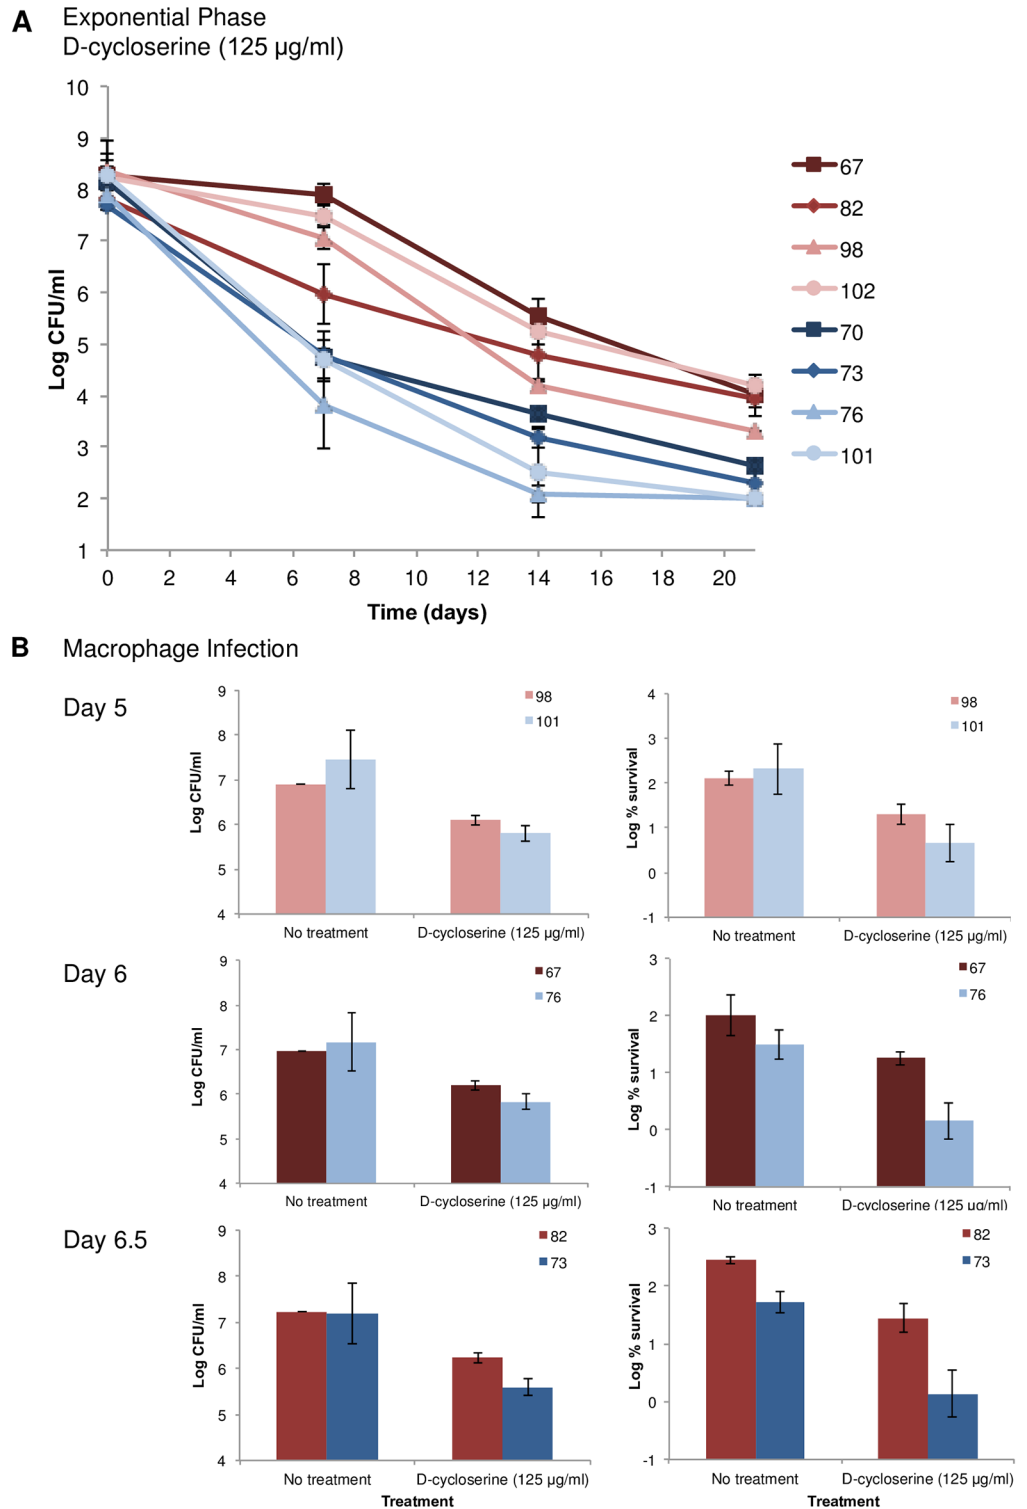 A
Exponential Phase
D-cycloserine (125 µg/ml)
10
9
8
7
6
5
4
3
2
1
Log CFU/ml
0 2 4 6 8 10 12 14 16 18 20
Time (days)
67
82
98
102
70
73
76
101
B
Macrophage Infection
Day 5
9
8
7
6
5
4
Log CFU/ml
98
101
No treatment D-cycloserine (125 µg/ml)
4
3
2
1
0
-1
Log % survival
98
101
No treatment D-cycloserine (125 µg/ml)
Day 6
9
8
7
6
5
4
Log CFU/ml
67
76
No treatment D-cycloserine (125 µg/ml)
3
2
1
0
-1
Log % survival
67
76
No treatment D-cycloserine (125 µg/ml)
Day 6.5
9
8
7
6
5
4
Log CFU/ml
82
73
No treatment D-cycloserine (125 µg/ml)
Treatment
3
2
1
0
-1
Log % survival
82
73
No treatment D-cycloserine (125 µg/ml)
Treatment